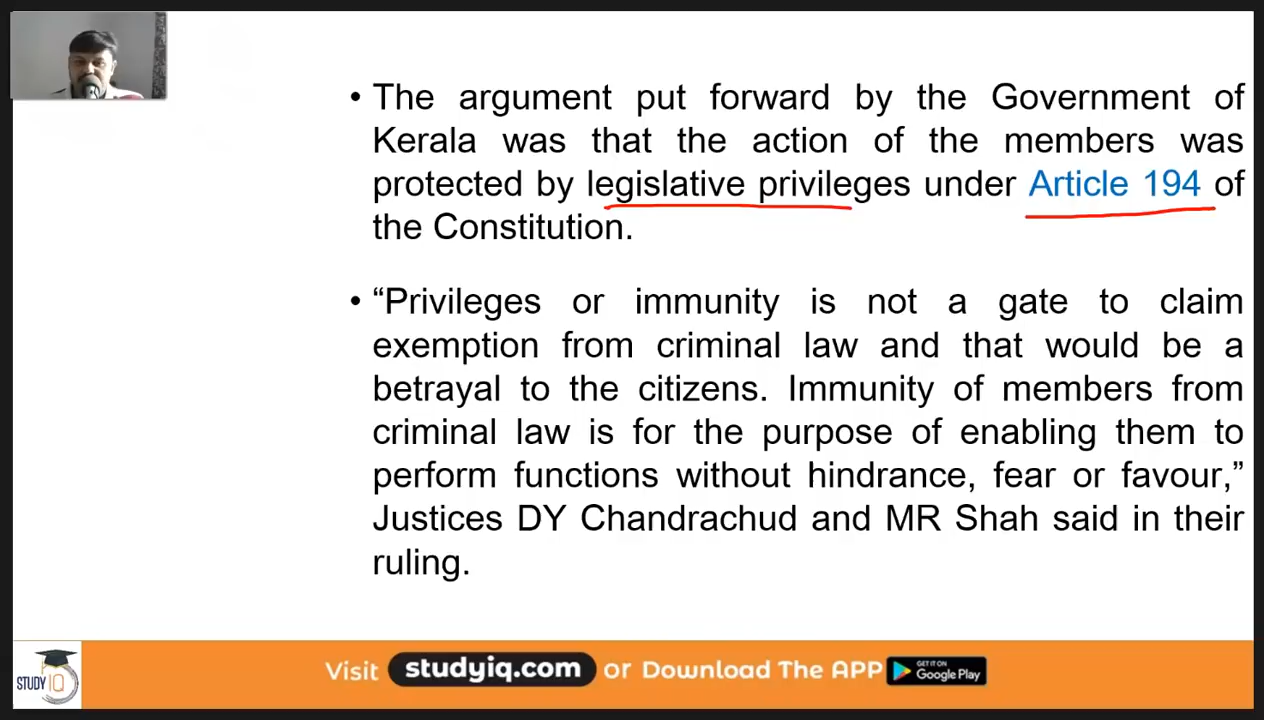 • The argument put forward by the Government of
Kerala was that the action of the members was
protected by legislative privileges under Article 194 of
the Constitution.
• “Privileges or immunity is not a gate to claim
exemption from criminal law and that would be a
betrayal to the citizens. Immunity of members from
criminal law is for the purpose of enabling them to
perform functions without hindrance, fear or favour,”
Justices DY Chandrachud and MR Shah said in their
ruling.
STUDY IQ
Visit studyiq.com or Download The APP GET IT ON Google Play